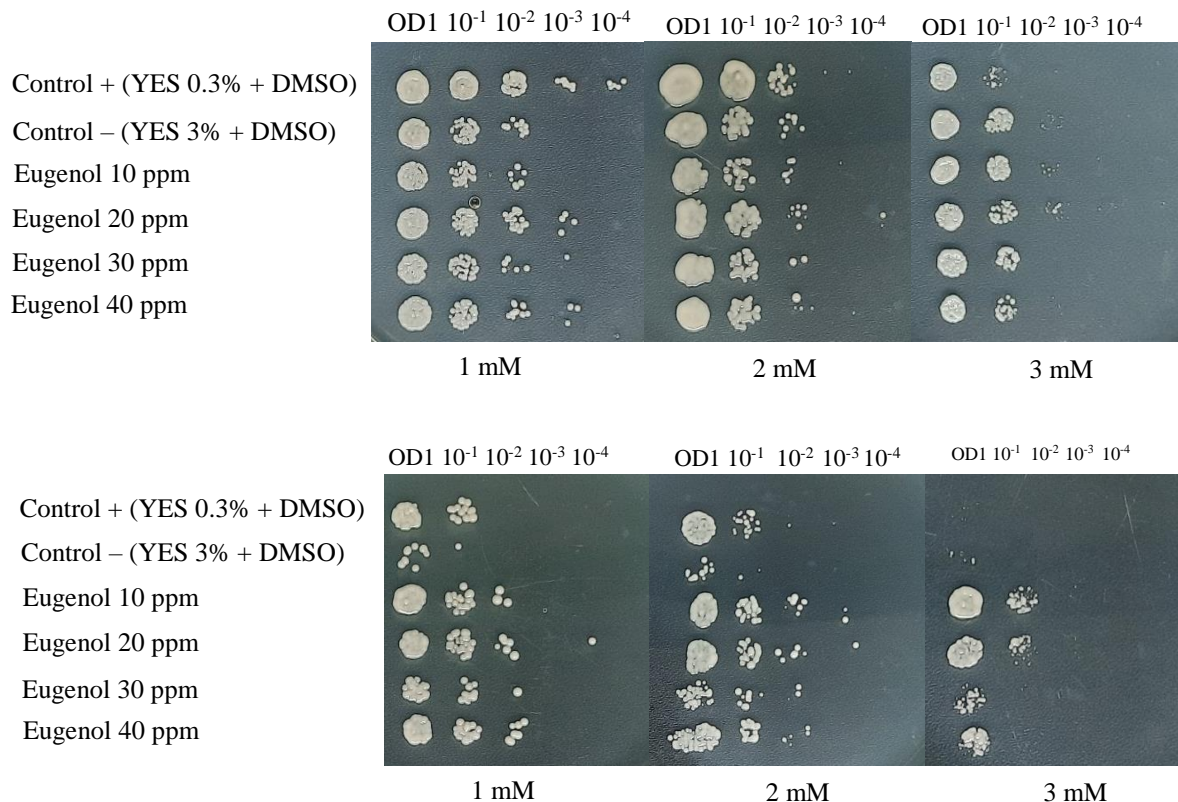 OD1 10⁻¹ 10⁻² 10⁻³ 10⁻⁴ OD1 10⁻¹ 10⁻² 10⁻³ 10⁻⁴ OD1 10⁻¹ 10⁻² 10⁻³ 10⁻⁴
Control + (YES 0.3% + DMSO)
Control – (YES 3% + DMSO)
Eugenol 10 ppm
Eugenol 20 ppm
Eugenol 30 ppm
Eugenol 40 ppm
1 mM 2 mM 3 mM
OD1 10⁻¹ 10⁻² 10⁻³ 10⁻⁴ OD1 10⁻¹ 10⁻² 10⁻³ 10⁻⁴ OD1 10⁻¹ 10⁻² 10⁻³ 10⁻⁴
Control + (YES 0.3% + DMSO)
Control – (YES 3% + DMSO)
Eugenol 10 ppm
Eugenol 20 ppm
Eugenol 30 ppm
Eugenol 40 ppm
1 mM 2 mM 3 mM